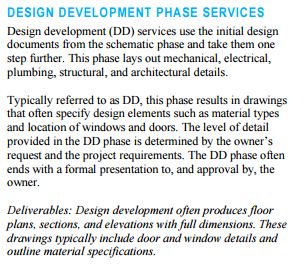 DESIGN DEVELOPMENT PHASE SERVICES
Design development (DD) services use the initial design
documents from the schematic phase and take them one
step further. This phase lays out mechanical, electrical,
plumbing, structural, and architectural details.
Typically referred to as DD, this phase results in drawings
that often specify design elements such as material types
and location of windows and doors. The level of detail
provided in the DD phase is determined by the owner's
request and the project requirements. The DD phase often
ends with a formal presentation to, and approval by, the
owner.
Deliverables: Design development often produces floor
plans, sections, and elevations with full dimensions. These
drawings typically include door and window details and
outline material specifications.